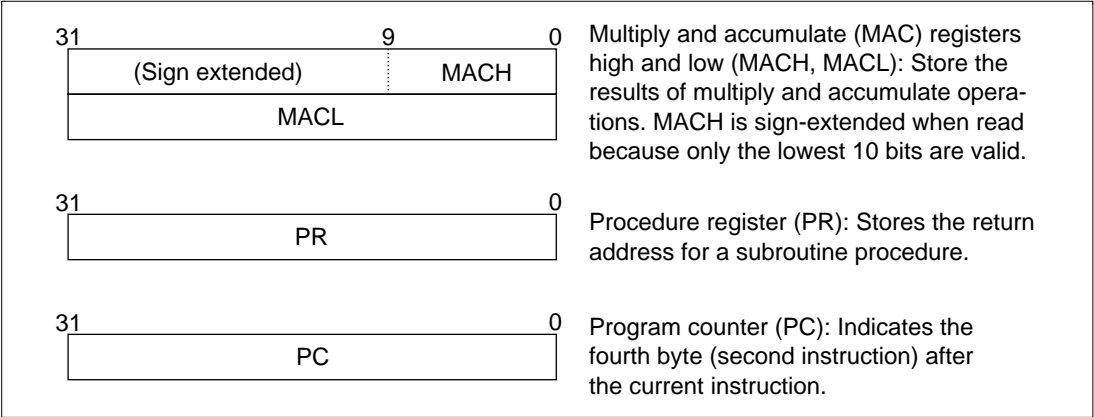 31 9 0
(Sign extended) MACH
MACL
Multiply and accumulate (MAC) registers
high and low (MACH, MACL): Store the
results of multiply and accumulate opera-
tions. MACH is sign-extended when read
because only the lowest 10 bits are valid.
31 0
PR
Procedure register (PR): Stores the return
address for a subroutine procedure.
31 0
PC
Program counter (PC): Indicates the
fourth byte (second instruction) after
the current instruction.